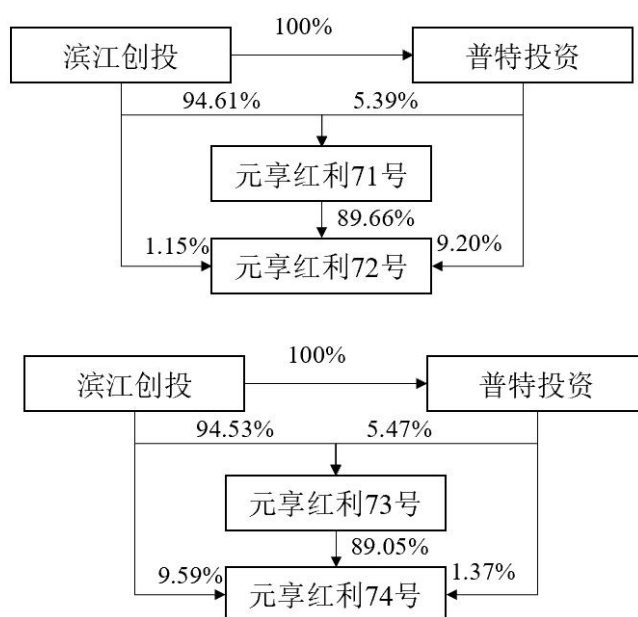 100%
滨江创投
普特投资
94.61%
5.39%
元享红利71号
89.66%
1.15%
9.20%
元享红利72号
100%
滨江创投
普特投资
94.53%
5.47%
元享红利73号
89.05%
9.59%
1.37%
元享红利74号